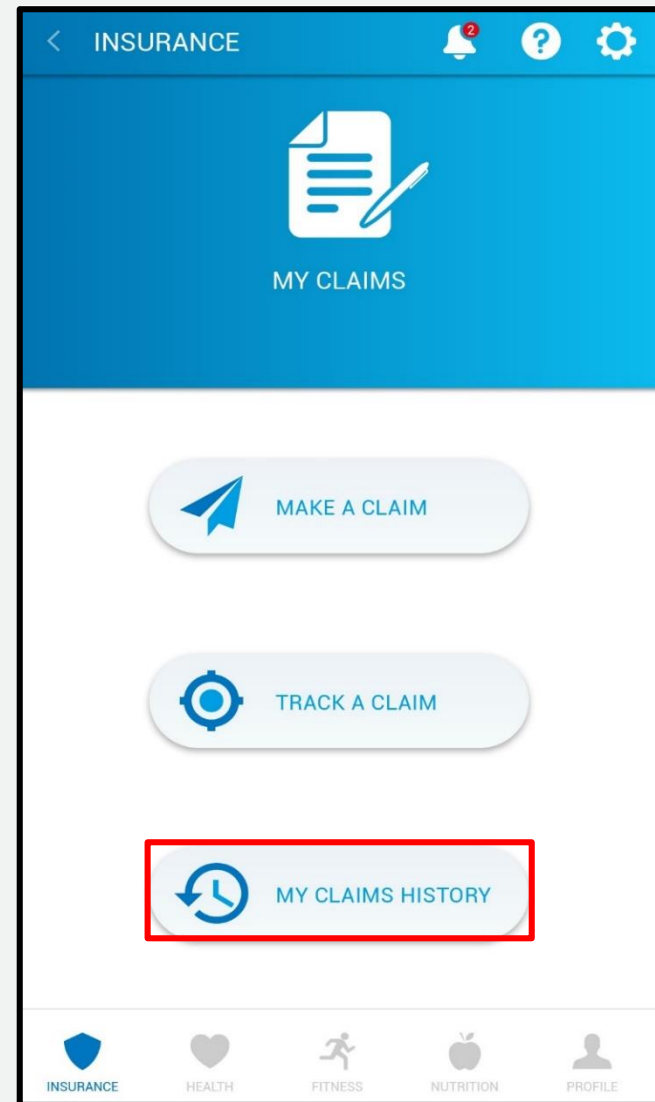 INSURANCE
2
?
MY CLAIMS
MAKE A CLAIM
TRACK A CLAIM
MY CLAIMS HISTORY
INSURANCE
HEALTH
FITNESS
NUTRITION
PROFILE